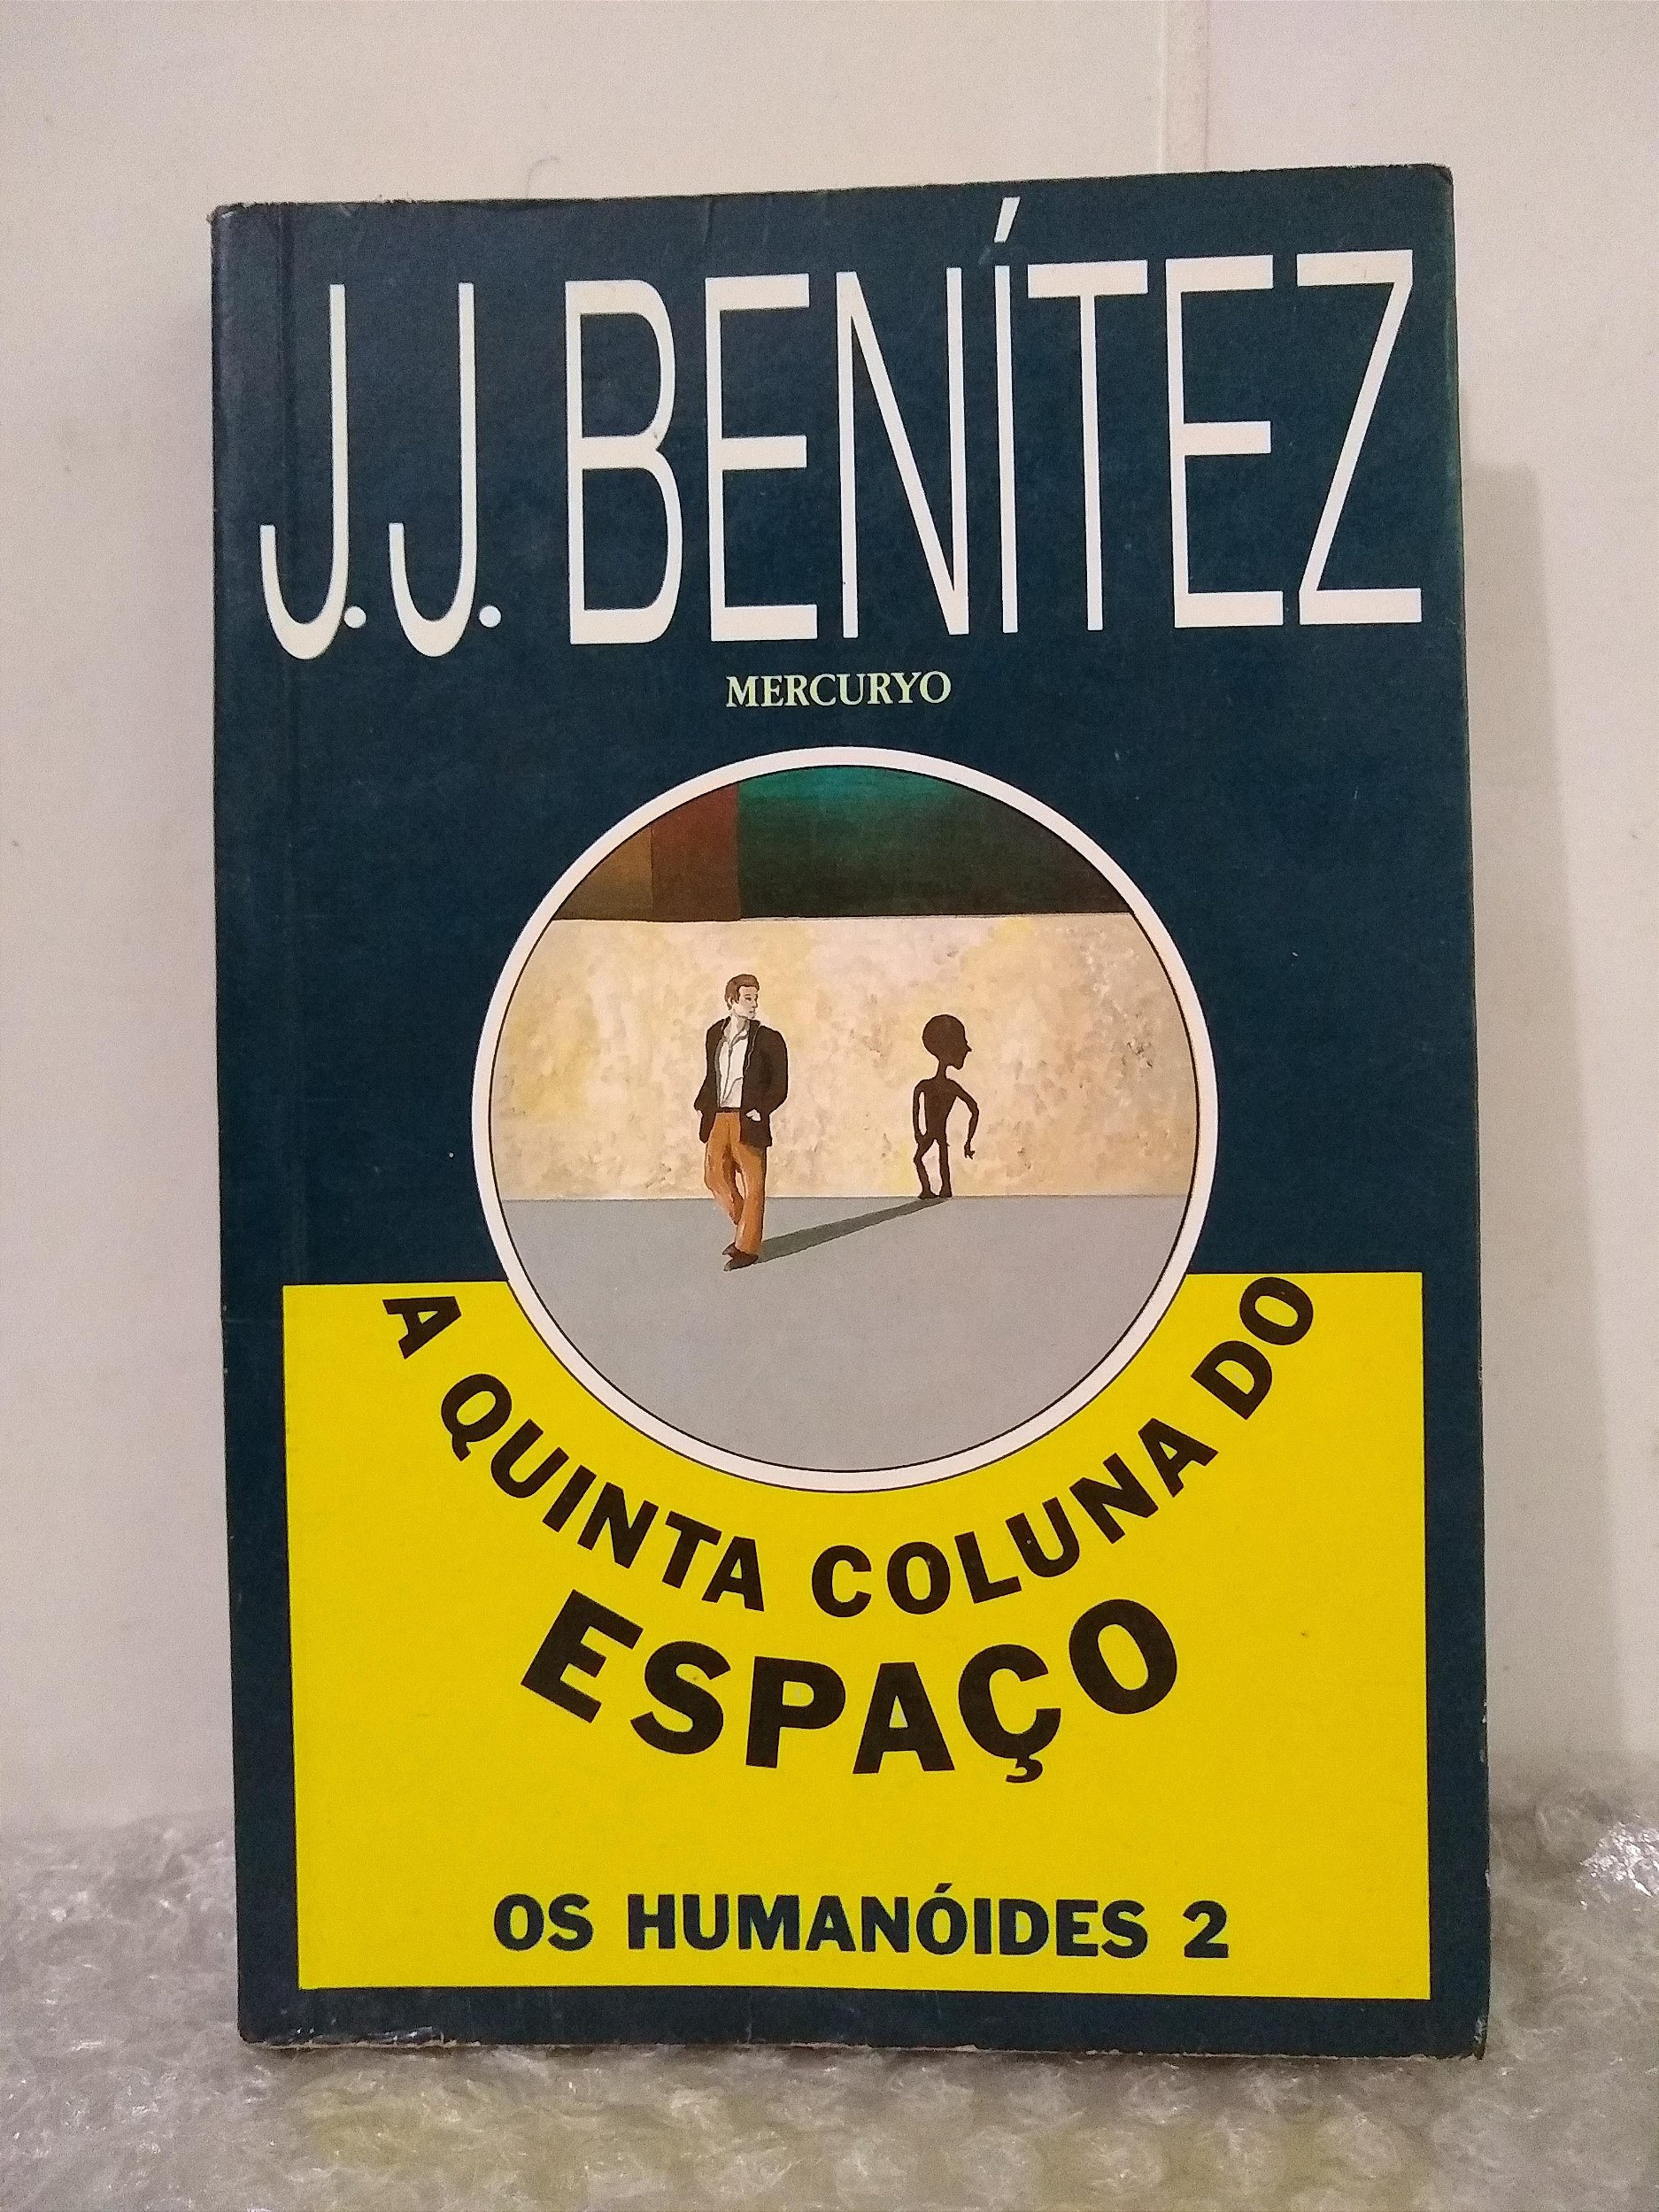 J.J. BENÍTEZ
MERCURYO
A QUINTA COLUNA DO
ESPAÇO
OS HUMANÓIDES 2